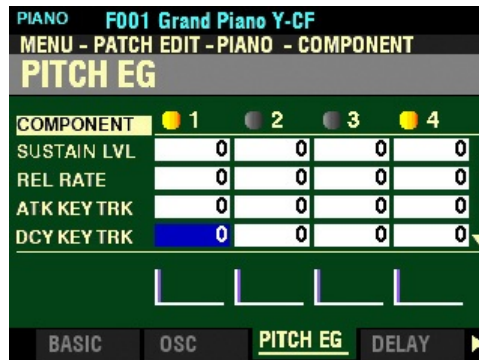 PIANO F001 Grand Piano Y-CF
MENU - PATCH EDIT - PIANO - COMPONENT
PITCH EG
COMPONENT 1 2 3 4
SUSTAIN LVL 0 0 0 0
REL RATE 0 0 0 0
ATK KEY TRK 0 0 0 0
DCY KEY TRK 0 0 0 0
BASIC OSC PITCH EG DELAY